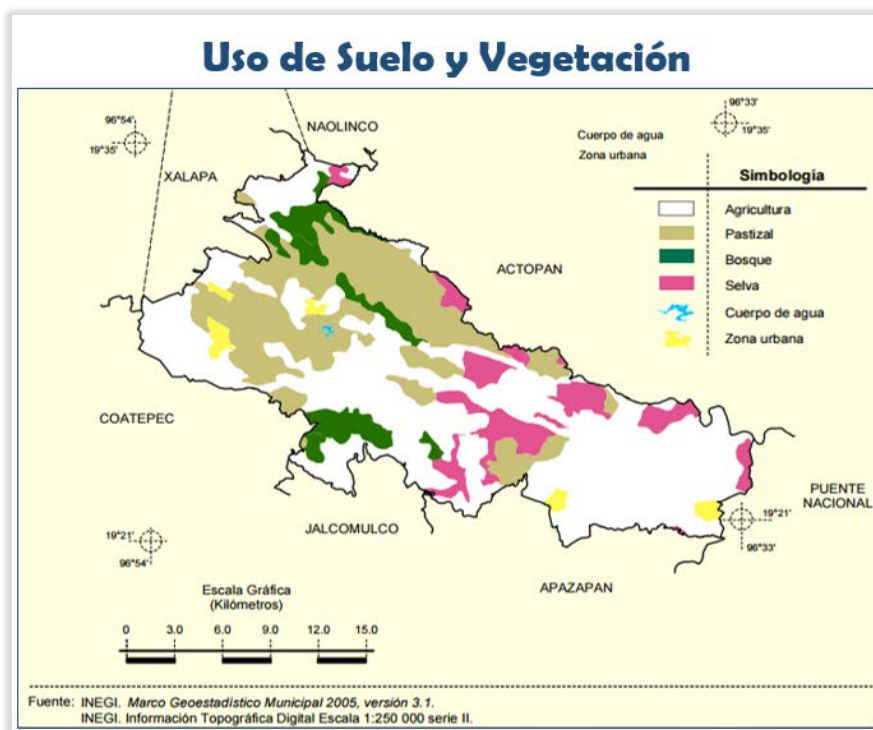 Uso de Suelo y Vegetación
96°54'
19°35'
NAOLINCO
XALAPA
96°33'
19°35'
Cuerpo de agua
Zona urbana
Simbología
Agricultura
Pastizal
Bosque
Selva
Cuerpo de agua
Zona urbana
ACTOPAN
COATEPEC
PUENTE
NACIONAL
JALCOMULCO
19°21'
96°33'
19°21'
96°54'
APAZAPAN
Escala Gráfica
(Kilómetros)
0 3.0 6.0 9.0 12.0 15.0
Fuente: INEGI. Marco Geoestadístico Municipal 2005, versión 3.1.
INEGI. Información Topográfica Digital Escala 1:250 000 serie II.